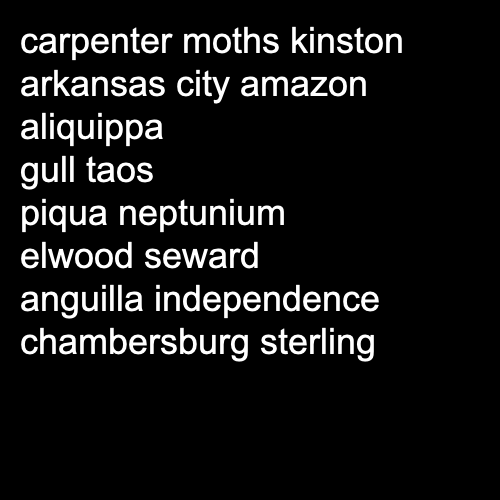 carpenter moths kinston
arkansas city amazon
aliquippa
gull taos
piqua neptunium
elwood seward
anguilla independence
chambersburg sterling